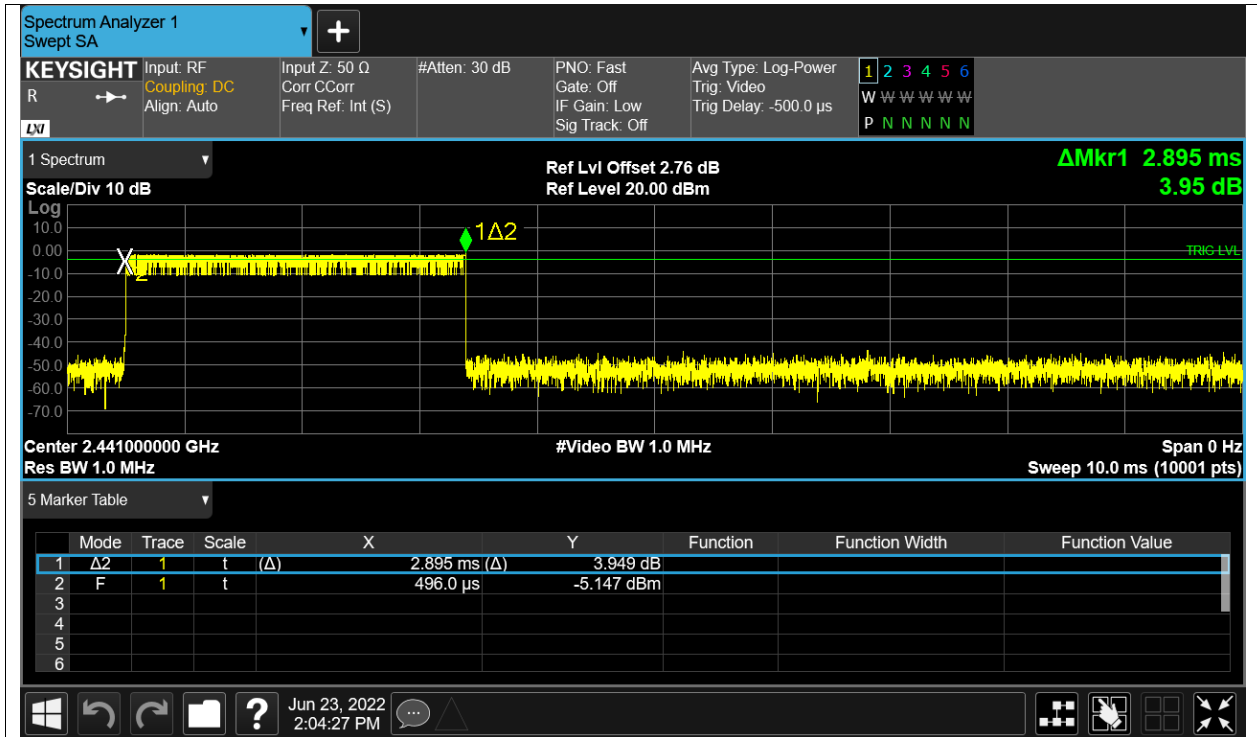 Spectrum Analyzer 1
Swept SA
KEYSIGHT
R
LXI
Input: RF
Coupling: DC
Align: Auto
Input Z: 50 Ω
Corr CCorr
Freq Ref: Int (S)
#Atten: 30 dB
PNO: Fast
Gate: Off
IF Gain: Low
Sig Track: Off
Avg Type: Log-Power
Trig: Video
Trig Delay: -500.0 µs
1 2 3 4 5 6
W W W W W W
P N N N N N
1 Spectrum
Scale/Div 10 dB
Ref Lvl Offset 2.76 dB
Ref Level 20.00 dBm
ΔMkr1 2.895 ms
3.95 dB
Log
10.0
0.00
-10.0
-20.0
-30.0
-40.0
-50.0
-60.0
-70.0
X
2
1Δ2
TRIG LVL
Center 2.441000000 GHz
Res BW 1.0 MHz
#Video BW 1.0 MHz
Span 0 Hz
Sweep 10.0 ms (10001 pts)
5 Marker Table
Mode Trace Scale X Y Function Function Width Function Value
1 Δ2 1 t (Δ) 2.895 ms (Δ) 3.949 dB
2 F 1 t 496.0 µs -5.147 dBm
3
4
5
6
?
Jun 23, 2022
2:04:27 PM